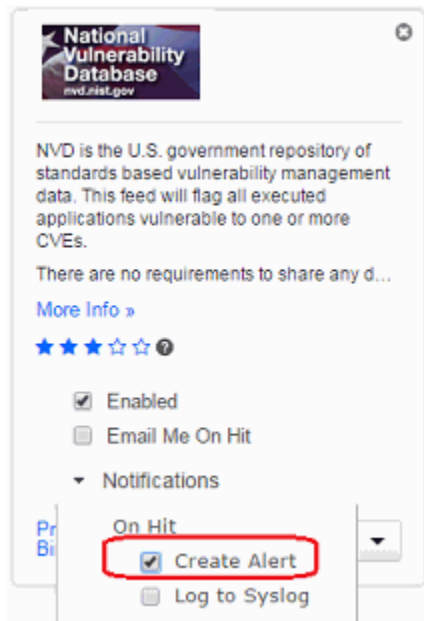 National
Vulnerability
Database
nvd.nist.gov
NVD is the U.S. government repository of
standards based vulnerability management
data. This feed will flag all executed
applications vulnerable to one or more
CVEs.
There are no requirements to share any d...
More Info »
Enabled
Email Me On Hit
Notifications
On Hit
Pr
Bi
Create Alert
Log to Syslog